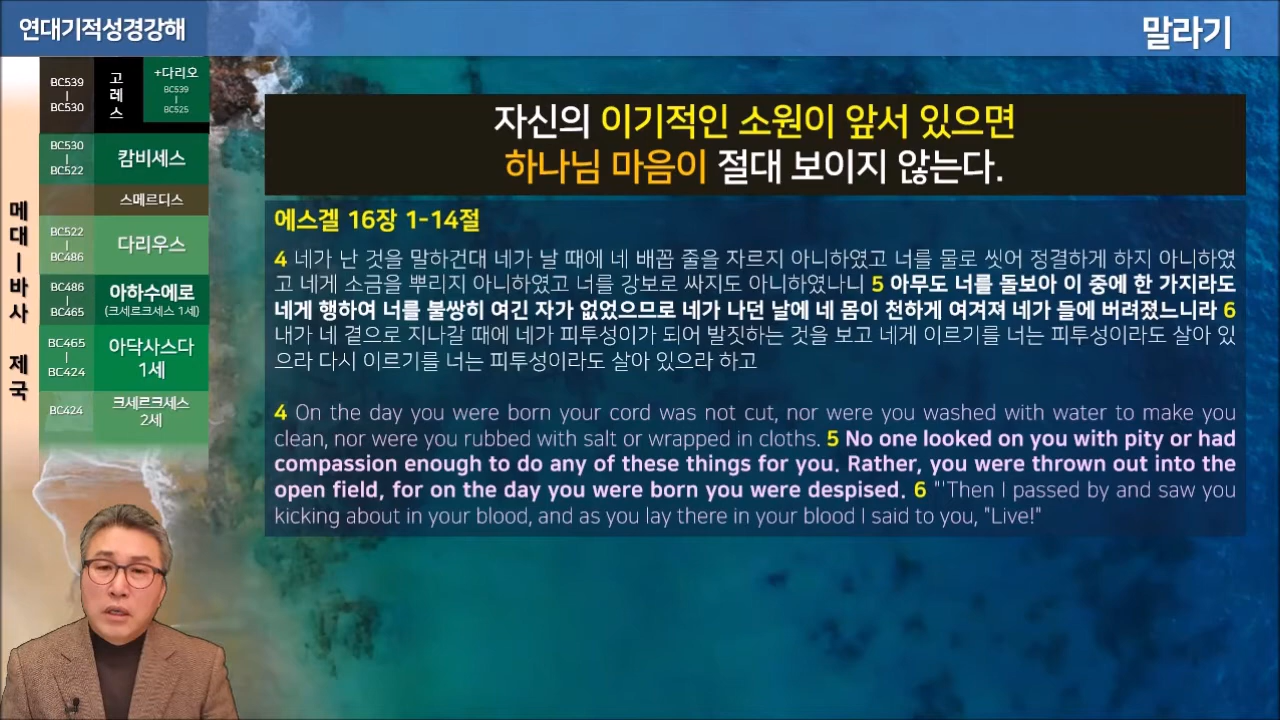 연대기적성경강해
말라기
메대ㅣ바사 제국
BC539
ㅣ
BC530
고레스
+다리오
BC539
ㅣ
BC525
BC530
ㅣ
BC522
캄비세스
스메르디스
BC522
ㅣ
BC486
다리우스
BC486
ㅣ
BC465
아하수에로
(크세르크세스 1세)
BC465
ㅣ
BC424
아닥사스다
1세
BC424
크세르크세스
2세
자신의 이기적인 소원이 앞서 있으면
하나님 마음이 절대 보이지 않는다.
에스겔 16장 1-14절
4 네가 난 것을 말하건대 네가 날 때에 네 배꼽 줄을 자르지 아니하였고 너를 물로 씻어 정결하게 하지 아니하였
고 네게 소금을 뿌리지 아니하였고 너를 강보로 싸지도 아니하였나니 5 아무도 너를 돌보아 이 중에 한 가지라도
네게 행하여 너를 불쌍히 여긴 자가 없었으므로 네가 나던 날에 네 몸이 천하게 여겨져 네가 들에 버려졌느니라 6
내가 네 곁으로 지나갈 때에 네가 피투성이가 되어 발짓하는 것을 보고 네게 이르기를 너는 피투성이라도 살아 있
으라 다시 이르기를 너는 피투성이라도 살아 있으라 하고
4 On the day you were born your cord was not cut, nor were you washed with water to make you
clean, nor were you rubbed with salt or wrapped in cloths. 5 No one looked on you with pity or had
compassion enough to do any of these things for you. Rather, you were thrown out into the
open field, for on the day you were born you were despised. 6 "'Then I passed by and saw you
kicking about in your blood, and as you lay there in your blood I said to you, "Live!"